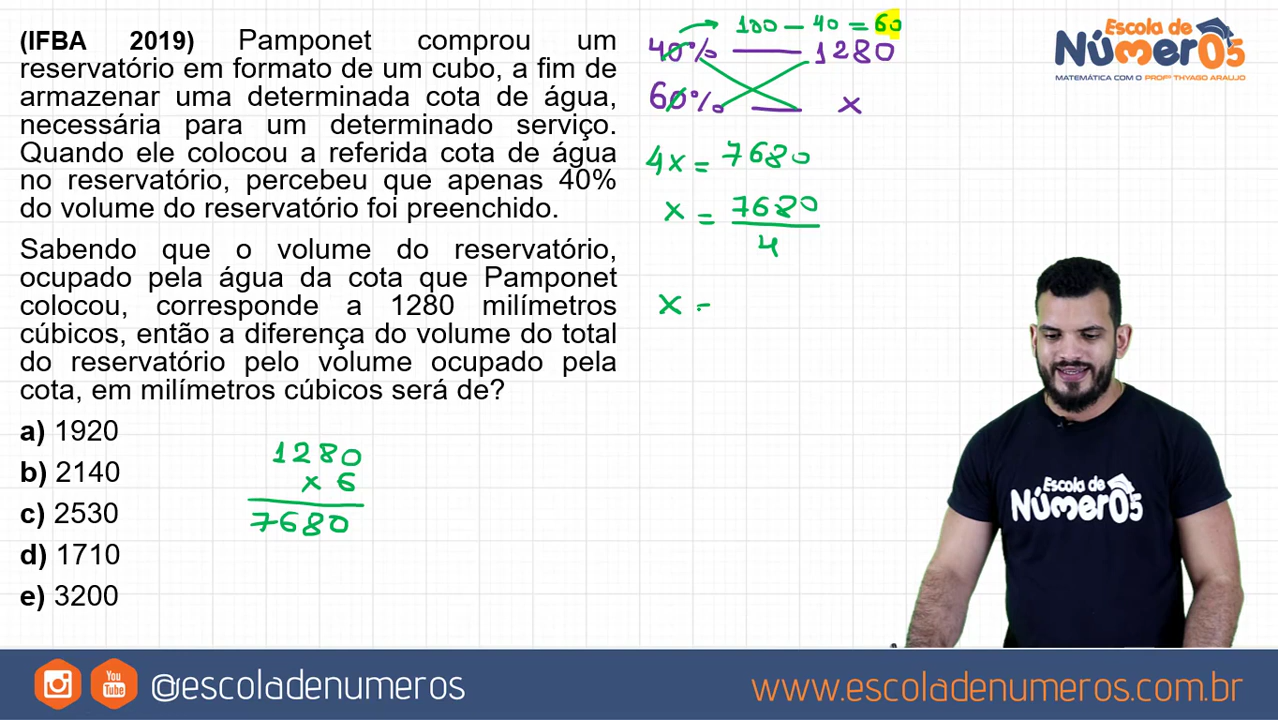 (IFBA 2019) Pamponet comprou um
reservatório em formato de um cubo, a fim de
armazenar uma determinada cota de água,
necessária para um determinado serviço.
Quando ele colocou a referida cota de água
no reservatório, percebeu que apenas 40%
do volume do reservatório foi preenchido.
Sabendo que o volume do reservatório,
ocupado pela água da cota que Pamponet
colocou, corresponde a 1280 milímetros
cúbicos, então a diferença do volume do total
do reservatório pelo volume ocupado pela
cota, em milímetros cúbicos será de?
a) 1920
b) 2140
c) 2530
d) 1710
e) 3200
1280
x 6
7680
100 — 40 = 60
40% — 1280
60% — x
4x = 7680
x = 7680
4
x =
Escola de
NúmerO5
MATEMÁTICA COM O PROFº THYAGO ARAÚJO
Escola de
NúmerO5
You
Tube
@escoladenumeros
www.escoladenumeros.com.br